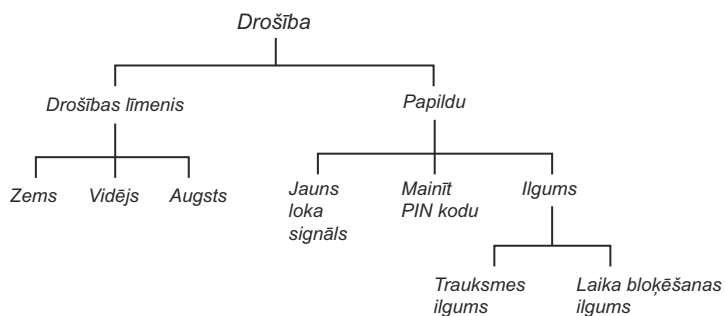 Drošība
Drošības līmenis
Papildu
Zems
Vidējs
Augsts
Jauns
loka
signāls
Mainīt
PIN kodu
Ilgums
Trauksmes
ilgums
Laika bloķēšanas
ilgums